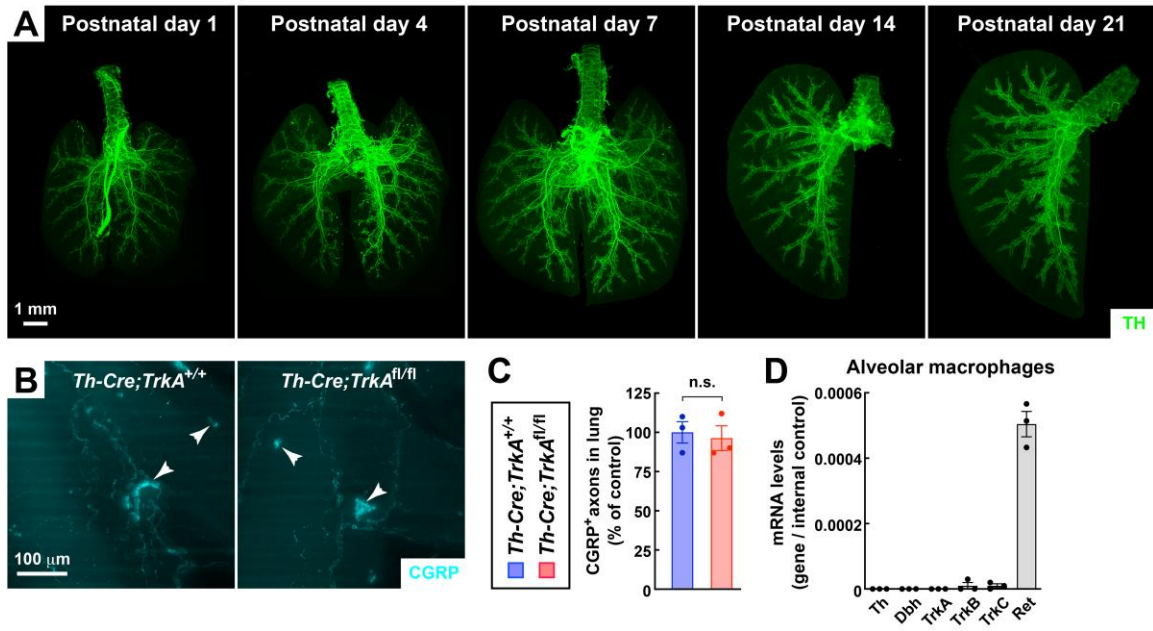 A
Postnatal day 1
Postnatal day 4
Postnatal day 7
Postnatal day 14
Postnatal day 21
1 mm
TH
B
Th-Cre;TrkA+/+
Th-Cre;TrkAfl/fl
100 μm
CGRP
C
Th-Cre;TrkA+/+
Th-Cre;TrkAfl/fl
CGRP+ axons in lung
(% of control)
125
100
75
50
25
0
n.s.
D
Alveolar macrophages
mRNA levels
(gene / internal control)
0.0006
0.0004
0.0002
0
Th
Dbh
TrkA
TrkB
TrkC
Ret